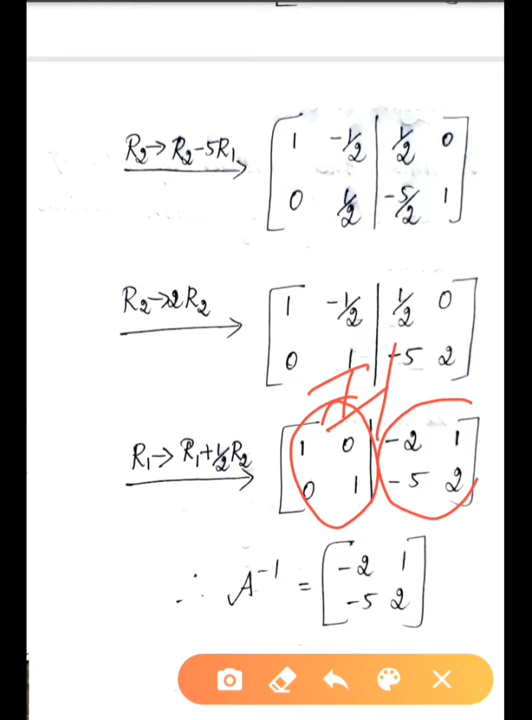 R₂→R₂-5R₁ [1 -1/2 | 1/2 0
0 1/2 | -5/2 1]
R₂→2R₂ [1 -1/2 | 1/2 0
0 1 | -5 2]
I
R₁→R₁+1/2R₂ [1 0 | -2 1
0 1 | -5 2]
∴ A⁻¹ = [-2 1
-5 2]